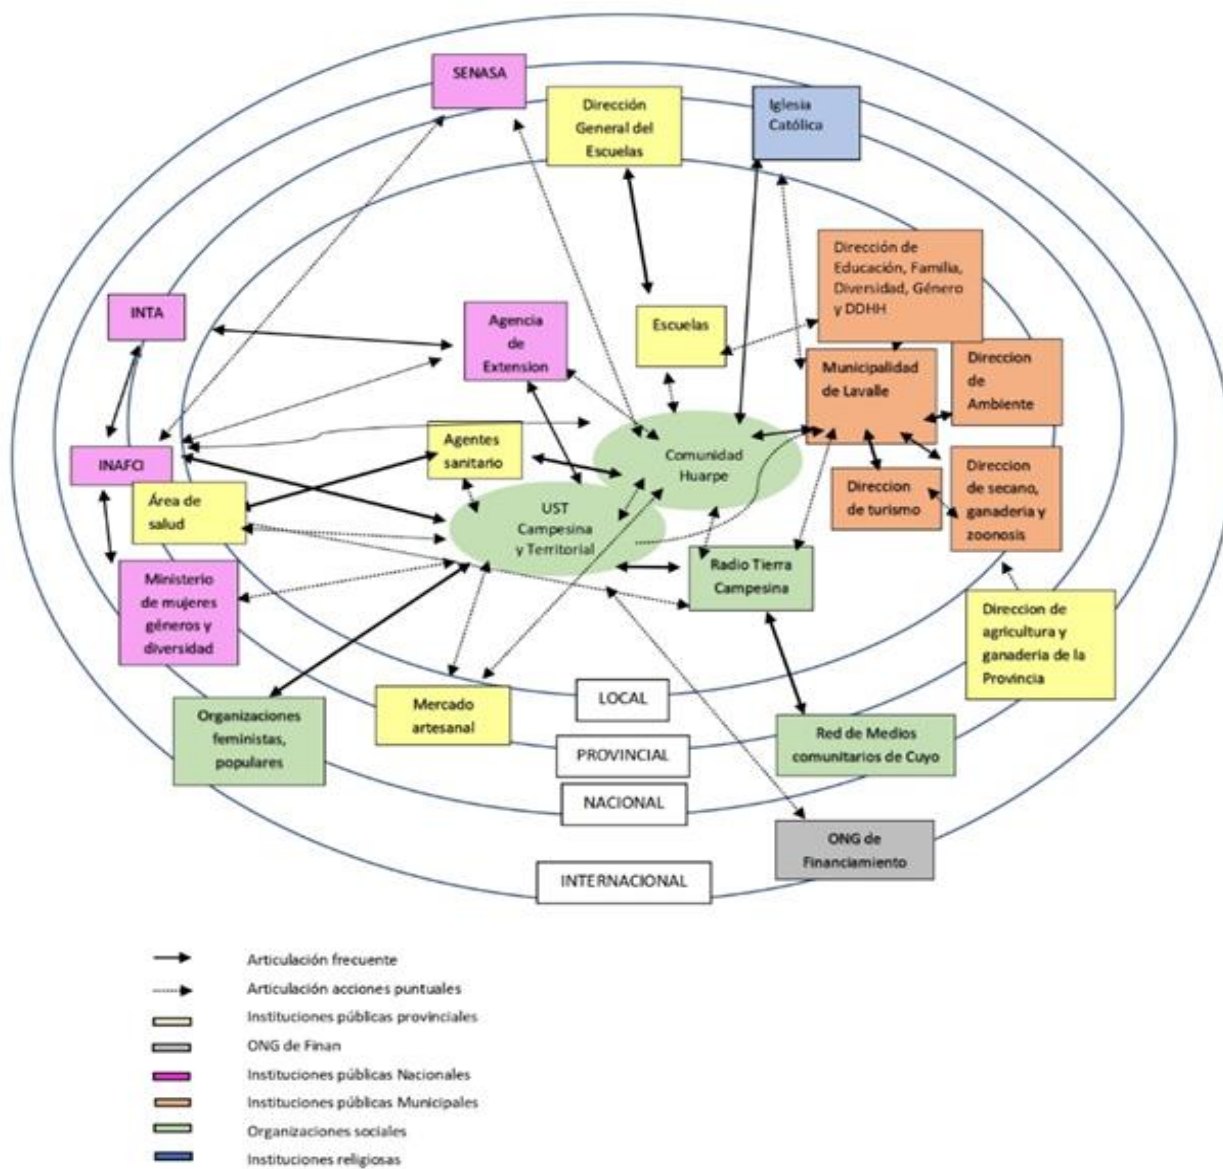 SENASA
Dirección
General del
Escuelas
Iglesia
Católica
Dirección de
Educación, Familia,
Diversidad, Género
y DDHH
INTA
Agencia
de
Extension
Escuelas
Municipalidad
de Lavalle
Direccion
de
Ambiente
INAFCI
Agentes
sanitario
Comunidad
Huarpe
Área de
salud
UST
Campesina
y Territorial
Direccion
de turismo
Direccion
de secano,
ganaderia y
zoonosis
Ministerio
de mujeres
géneros y
diversidad
Radio Tierra
Campesina
Direccion de
agricultura y
ganaderia de la
Provincia
Organizaciones
feministas,
populares
Mercado
artesanal
LOCAL
Red de Medios
comunitarios de Cuyo
PROVINCIAL
NACIONAL
ONG de
Financiamiento
INTERNACIONAL
Articulación frecuente
Articulación acciones puntuales
Instituciones públicas provinciales
ONG de Finan
Instituciones públicas Nacionales
Instituciones públicas Municipales
Organizaciones sociales
Instituciones religiosas